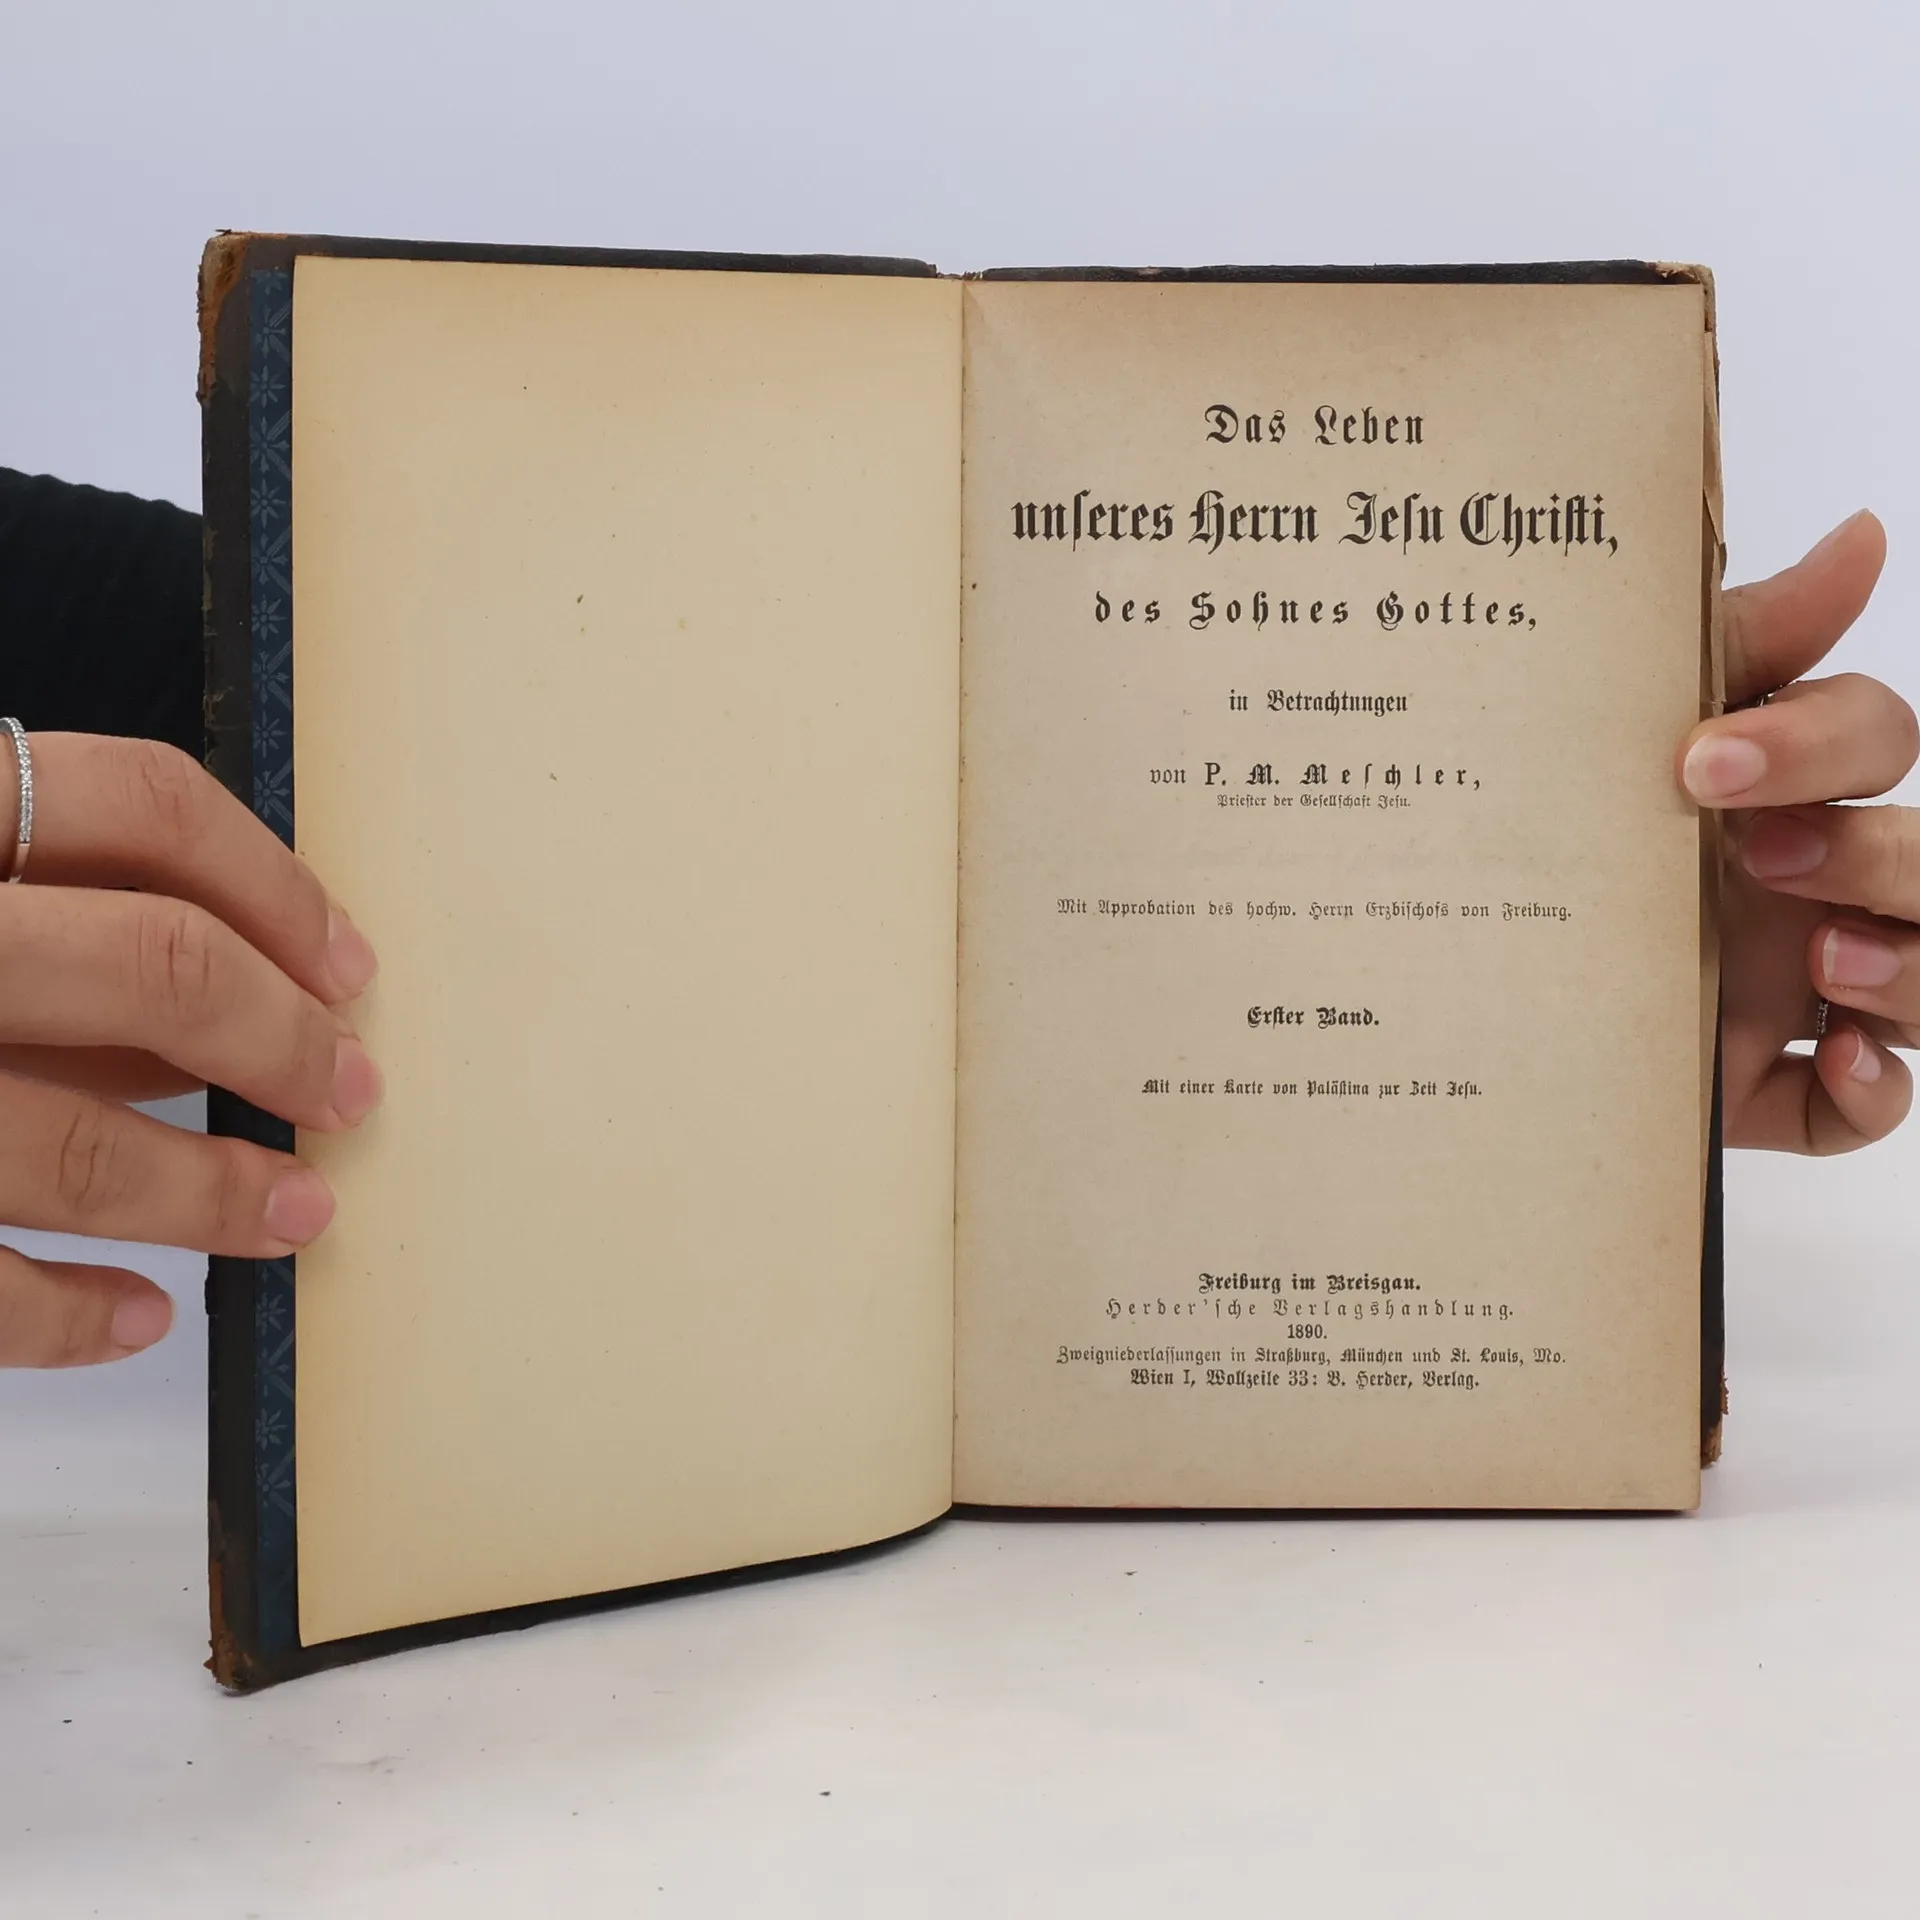 Das Leben
unſeres Herrn Jeſu Chriſti,
des Sohnes Gottes,
in Betrachtungen
von P. M. Meſchler,
Prieſter der Geſellſchaft Jeſu.
Mit Approbation des hochw. Herrn Erzbiſchofs von Freiburg.
Erſter Band.
Mit einer Karte von Paläſtina zur Zeit Jeſu.
Freiburg im Breisgau.
Herder'ſche Verlagshandlung.
1890.
Zweigniederlaſſungen in Straßburg, München und St. Louis, Mo.
Wien I, Wollzeile 33: B. Herder, Verlag.